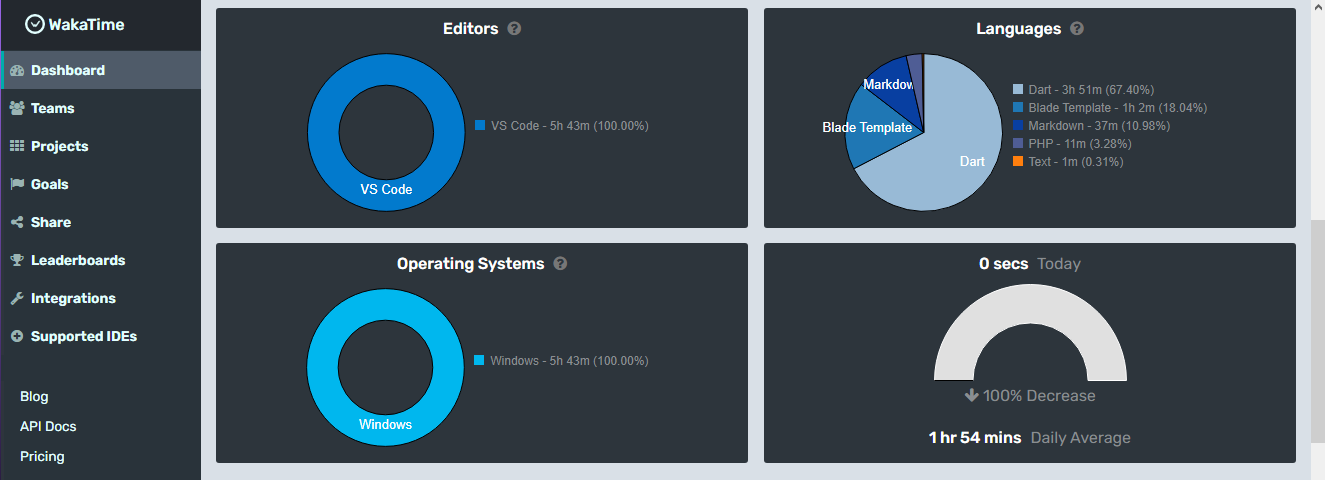 WakaTime
Dashboard
Teams
Projects
Goals
Share
Leaderboards
Integrations
Supported IDEs
Blog
API Docs
Pricing
Editors ?
VS Code
VS Code - 5h 43m (100.00%)
Languages ?
Markdow
Blade Template
Dart
Dart - 3h 51m (67.40%)
Blade Template - 1h 2m (18.04%)
Markdown - 37m (10.98%)
PHP - 11m (3.28%)
Text - 1m (0.31%)
Operating Systems ?
Windows
Windows - 5h 43m (100.00%)
0 secs Today
100% Decrease
1 hr 54 mins Daily Average